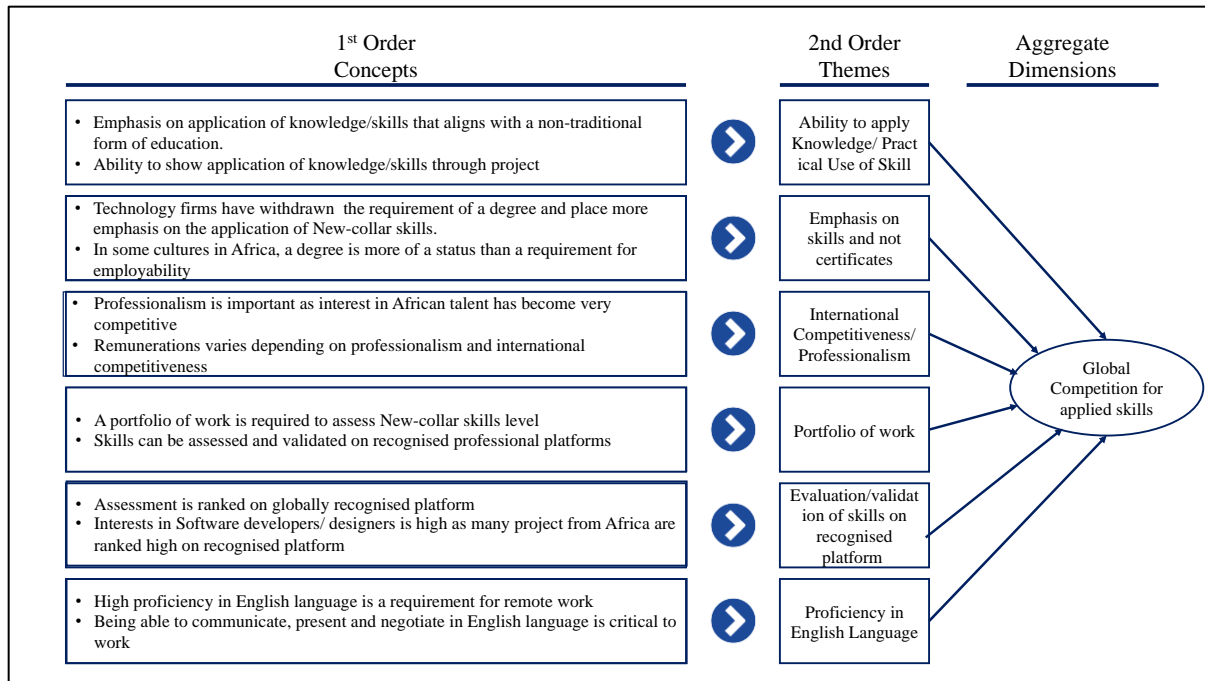 1st Order
Concepts
2nd Order
Themes
Aggregate
Dimensions
• Emphasis on application of knowledge/skills that aligns with a non-traditional
form of education.
• Ability to show application of knowledge/skills through project
Ability to apply
Knowledge/ Pract
ical Use of Skill
• Technology firms have withdrawn the requirement of a degree and place more
emphasis on the application of New-collar skills.
• In some cultures in Africa, a degree is more of a status than a requirement for
employability
Emphasis on
skills and not
certificates
• Professionalism is important as interest in African talent has become very
competitive
• Remunerations varies depending on professionalism and international
competitiveness
International
Competitiveness/
Professionalism
• A portfolio of work is required to assess New-collar skills level
• Skills can be assessed and validated on recognised professional platforms
Portfolio of work
• Assessment is ranked on globally recognised platform
• Interests in Software developers/ designers is high as many project from Africa are
ranked high on recognised platform
Evaluation/validat
ion of skills on
recognised
platform
• High proficiency in English language is a requirement for remote work
• Being able to communicate, present and negotiate in English language is critical to
work
Proficiency in
English Language
Global
Competition for
applied skills